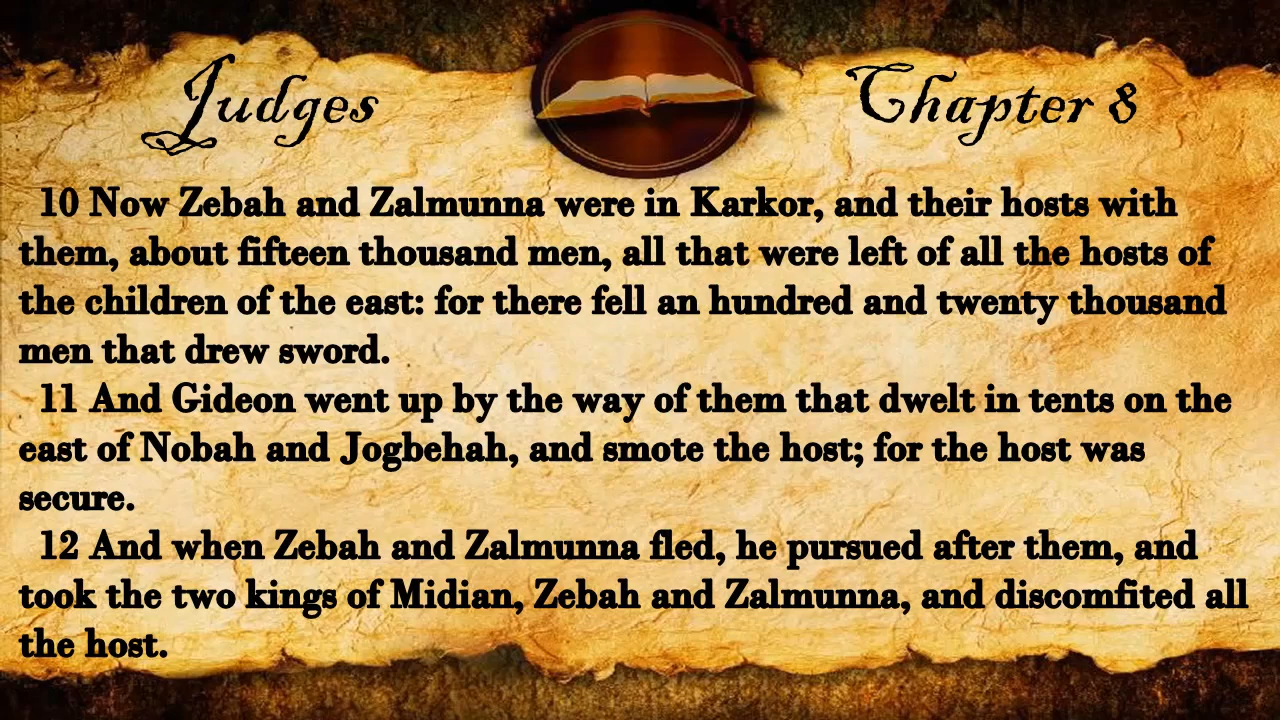 Judges
Chapter 8
10 Now Zebah and Zalmunna were in Karkor, and their hosts with
them, about fifteen thousand men, all that were left of all the hosts of
the children of the east: for there fell an hundred and twenty thousand
men that drew sword.
11 And Gideon went up by the way of them that dwelt in tents on the
east of Nobah and Jogbehah, and smote the host; for the host was
secure.
12 And when Zebah and Zalmunna fled, he pursued after them, and
took the two kings of Midian, Zebah and Zalmunna, and discomfited all
the host.